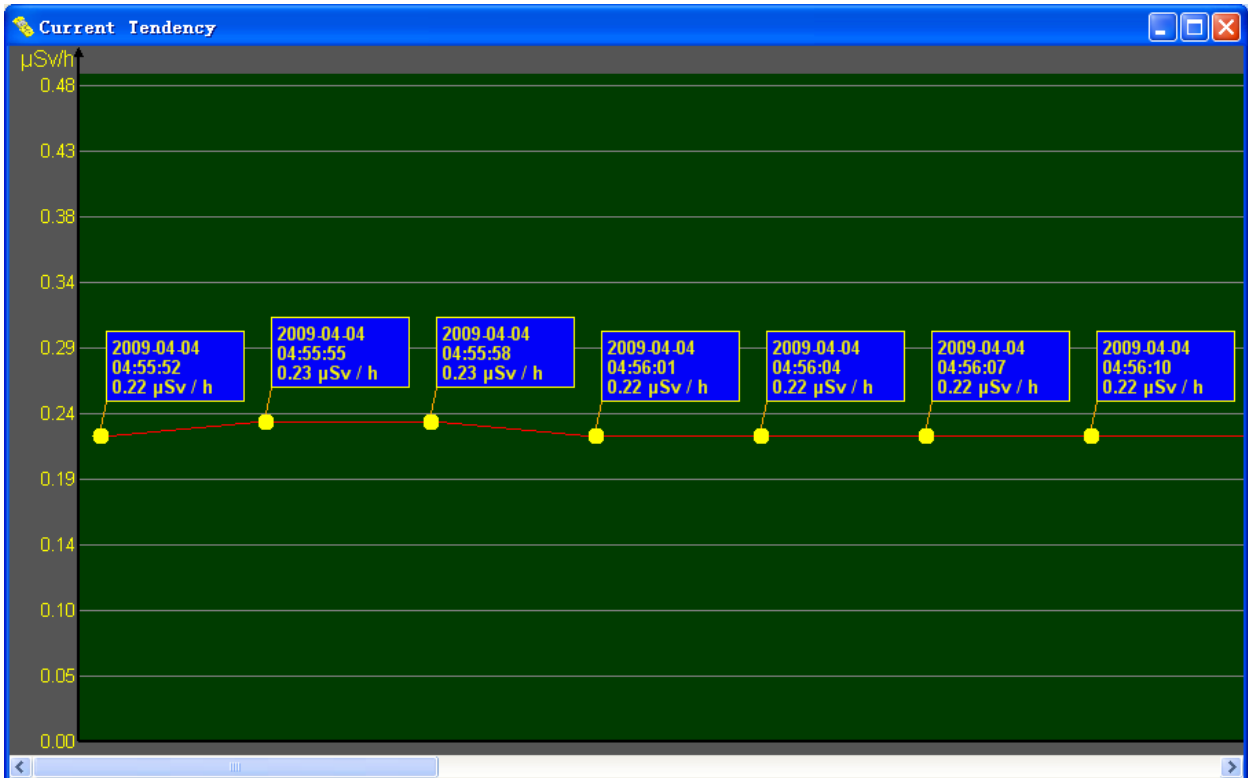 Current Tendency
µSv/h
0.48
0.43
0.38
0.34
0.29
0.24
0.19
0.14
0.10
0.05
0.00
2009-04-04
04:55:52
0.22 µSv / h
2009-04-04
04:55:55
0.23 µSv / h
2009-04-04
04:55:58
0.23 µSv / h
2009-04-04
04:56:01
0.22 µSv / h
2009-04-04
04:56:04
0.22 µSv / h
2009-04-04
04:56:07
0.22 µSv / h
2009-04-04
04:56:10
0.22 µSv / h